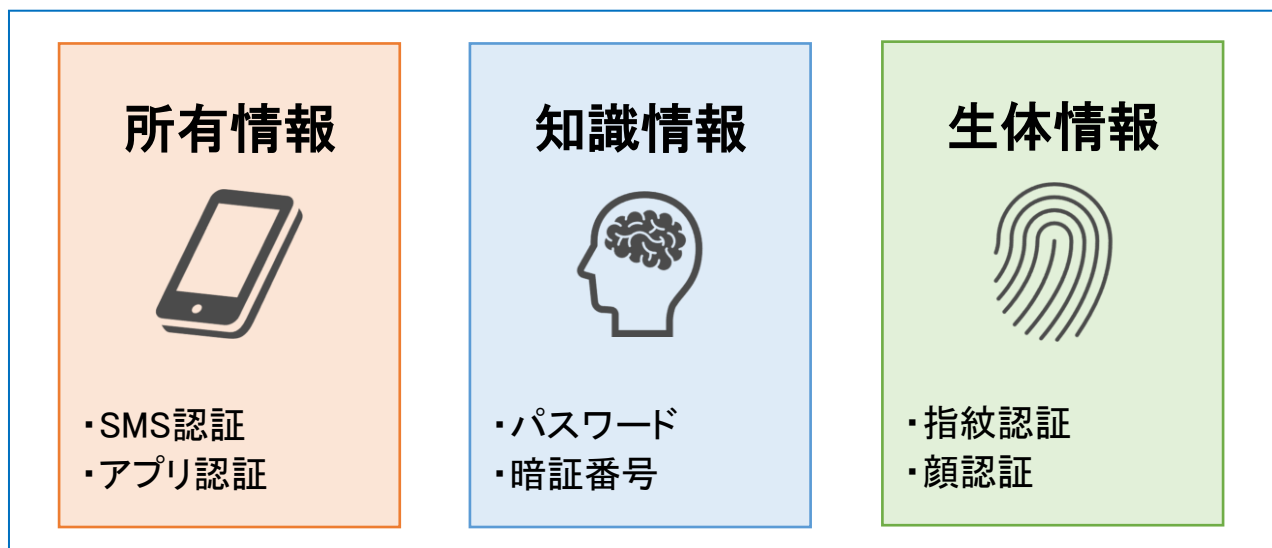 所有情報
・SMS認証
・アプリ認証
知識情報
・パスワード
・暗証番号
生体情報
・指紋認証
・顔認証